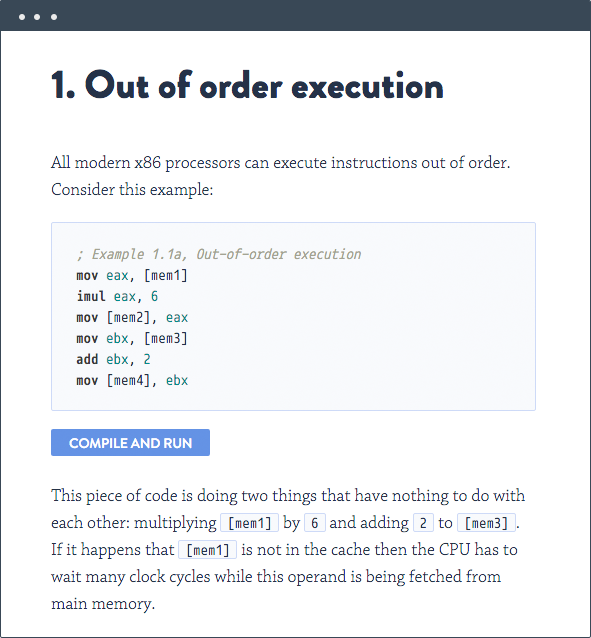 1. Out of order execution
All modern x86 processors can execute instructions out of order.
Consider this example:
; Example 1.1a, Out-of-order execution
mov eax, [mem1]
imul eax, 6
mov [mem2], eax
mov ebx, [mem3]
add ebx, 2
mov [mem4], ebx
COMPILE AND RUN
This piece of code is doing two things that have nothing to do with
each other: multiplying [mem1] by 6 and adding 2 to [mem3].
If it happens that [mem1] is not in the cache then the CPU has to
wait many clock cycles while this operand is being fetched from
main memory.